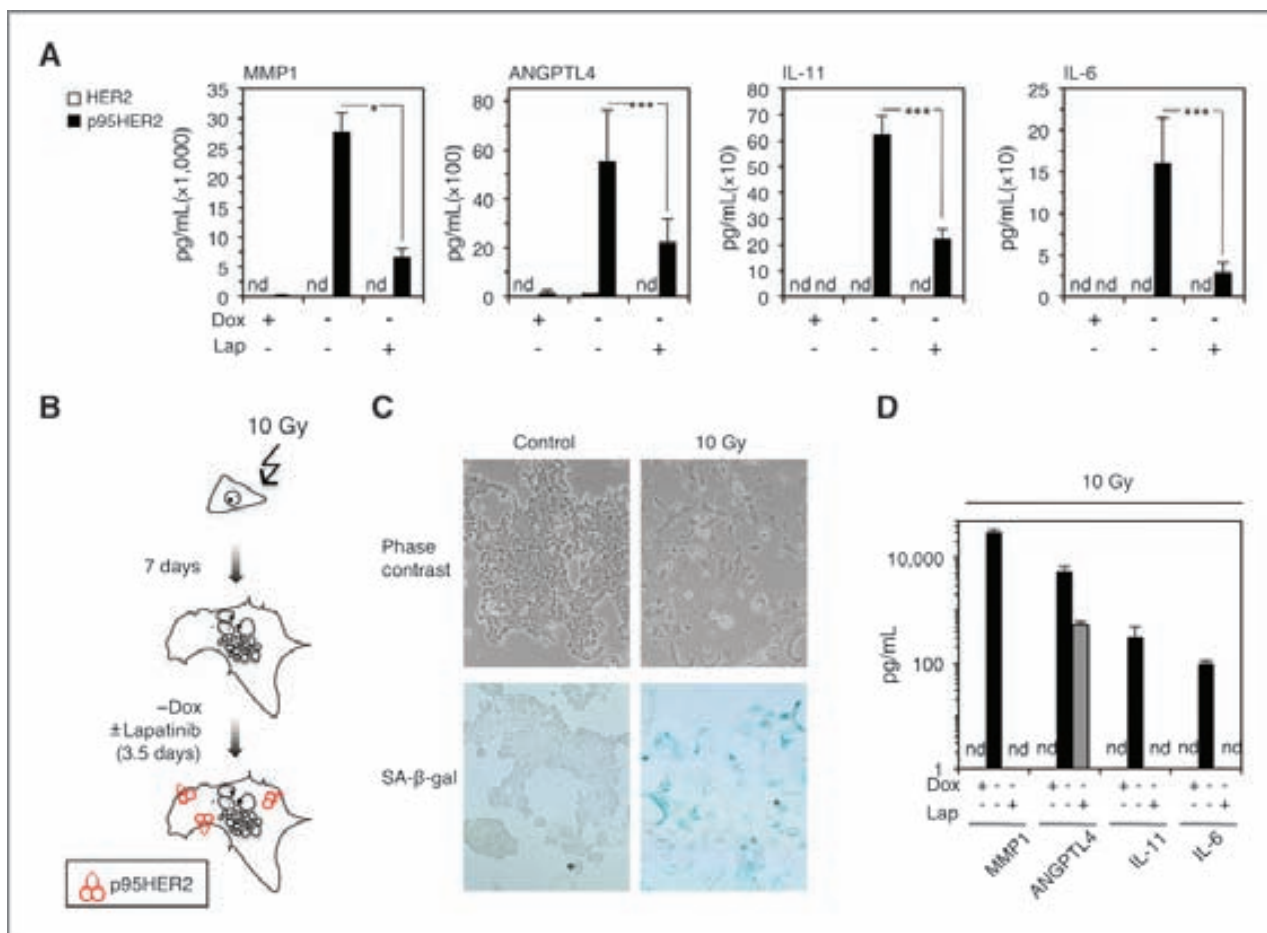 A
HER2
p95HER2
MMP1
35
30
25
20
15
10
5
0
pg/mL(×1,000)
nd
nd
nd
ANGPTL4
80
60
40
20
0
pg/mL(×100)
nd
***
IL-11
80
70
60
50
40
30
20
10
0
pg/mL(×10)
nd nd
nd
nd
***
IL-6
25
20
15
10
5
0
pg/mL(×10)
nd nd
nd
nd
***
*
Dox + - - + - - + - - + - -
Lap - - + - - + - - + - - +
B
10 Gy
7 days
–Dox
±Lapatinib
(3.5 days)
p95HER2
C
Control
10 Gy
Phase
contrast
SA-β-gal
D
10 Gy
10,000
100
1
pg/mL
nd nd nd nd nd nd nd
Dox + - - + - - + - - + - -
Lap - - + - - + - - + - - +
MMP1
ANGPTL4
IL-11
IL-6